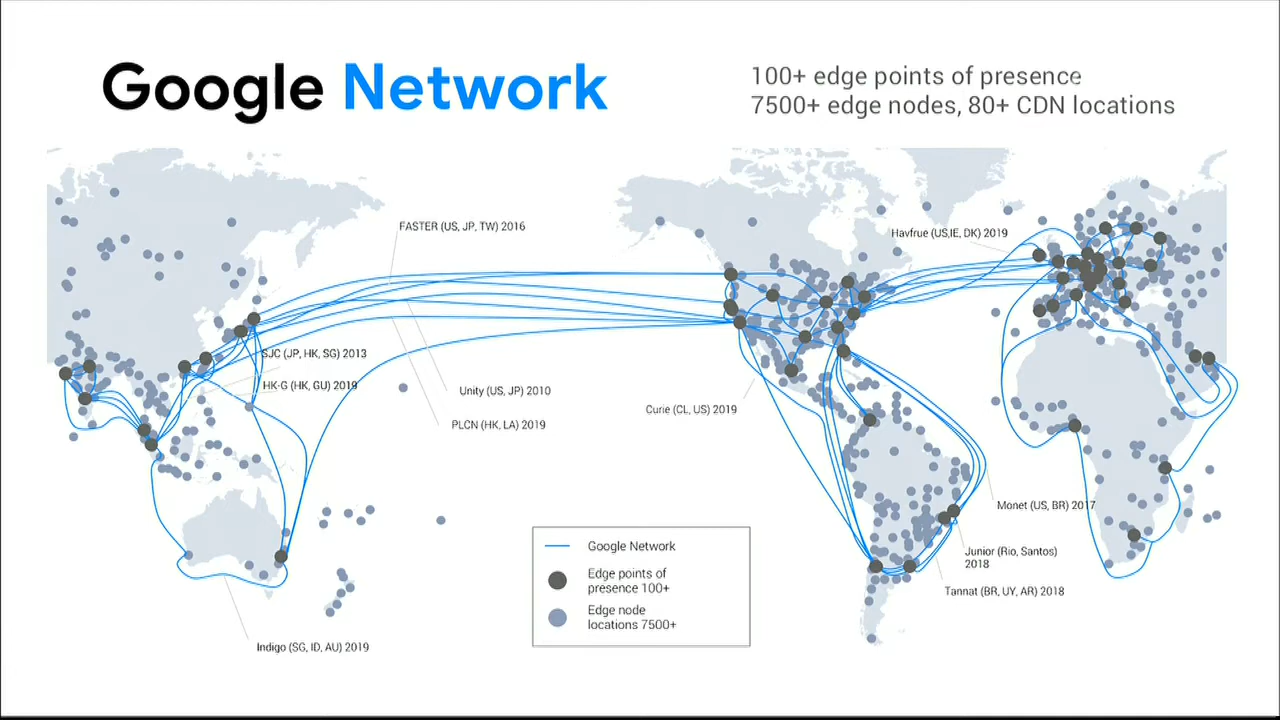 Google Network
100+ edge points of presence
7500+ edge nodes, 80+ CDN locations
FASTER (US, JP, TW) 2016
Havfrue (US,IE, DK) 2019
SJC (JP, HK, SG) 2013
HK-G (HK, GU) 2019
Unity (US, JP) 2010
Curie (CL, US) 2019
PLCN (HK, LA) 2019
Monet (US, BR) 2017
Junior (Rio, Santos)
2018
Tannat (BR, UY, AR) 2018
Indigo (SG, ID, AU) 2019
Google Network
Edge points of
presence 100+
Edge node
locations 7500+